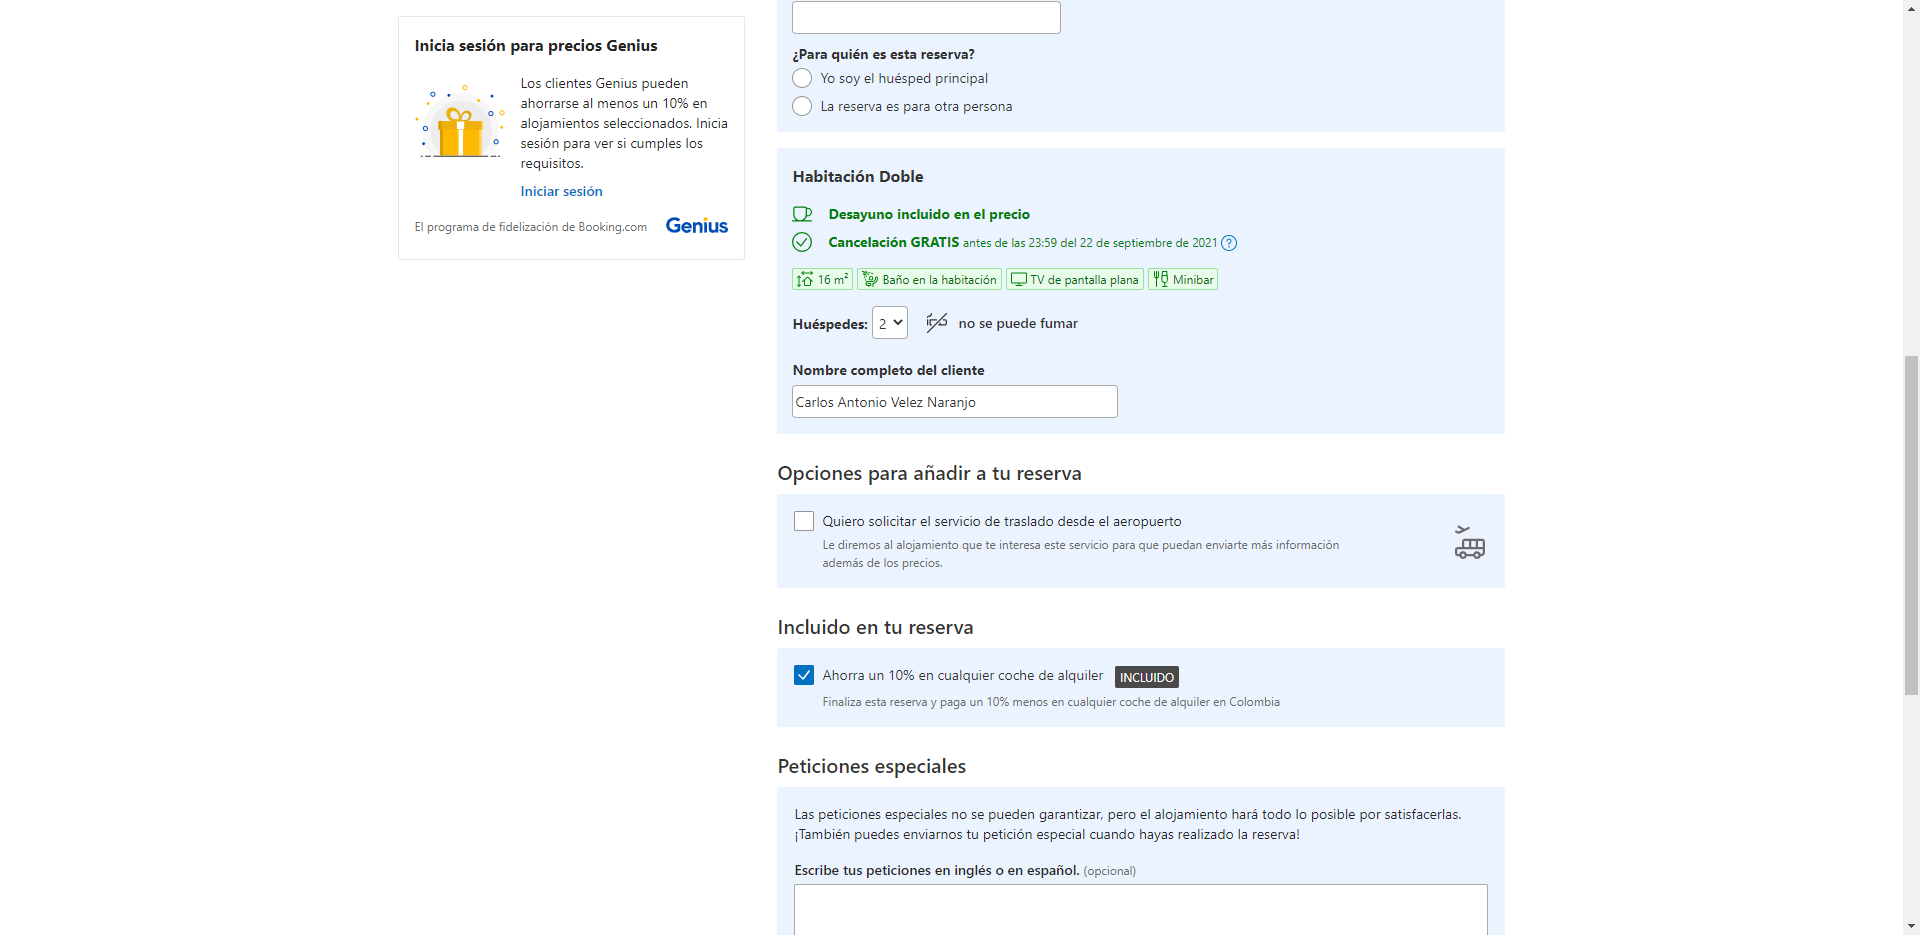 Inicia sesión para precios Genius
Los clientes Genius pueden
ahorrarse al menos un 10% en
alojamientos seleccionados. Inicia
sesión para ver si cumples los
requisitos.
Iniciar sesión
El programa de fidelización de Booking.com
Genius
¿Para quién es esta reserva?
Yo soy el huésped principal
La reserva es para otra persona
Habitación Doble
Desayuno incluido en el precio
Cancelación GRATIS antes de las 23:59 del 22 de septiembre de 2021 ?
16 m² Baño en la habitación TV de pantalla plana Minibar
Huéspedes: 2 no se puede fumar
Nombre completo del cliente
Carlos Antonio Velez Naranjo
Opciones para añadir a tu reserva
Quiero solicitar el servicio de traslado desde el aeropuerto
Le diremos al alojamiento que te interesa este servicio para que puedan enviarte más información
además de los precios.
Incluido en tu reserva
Ahorra un 10% en cualquier coche de alquiler INCLUIDO
Finaliza esta reserva y paga un 10% menos en cualquier coche de alquiler en Colombia
Peticiones especiales
Las peticiones especiales no se pueden garantizar, pero el alojamiento hará todo lo posible por satisfacerlas.
¡También puedes enviarnos tu petición especial cuando hayas realizado la reserva!
Escribe tus peticiones en inglés o en español. (opcional)